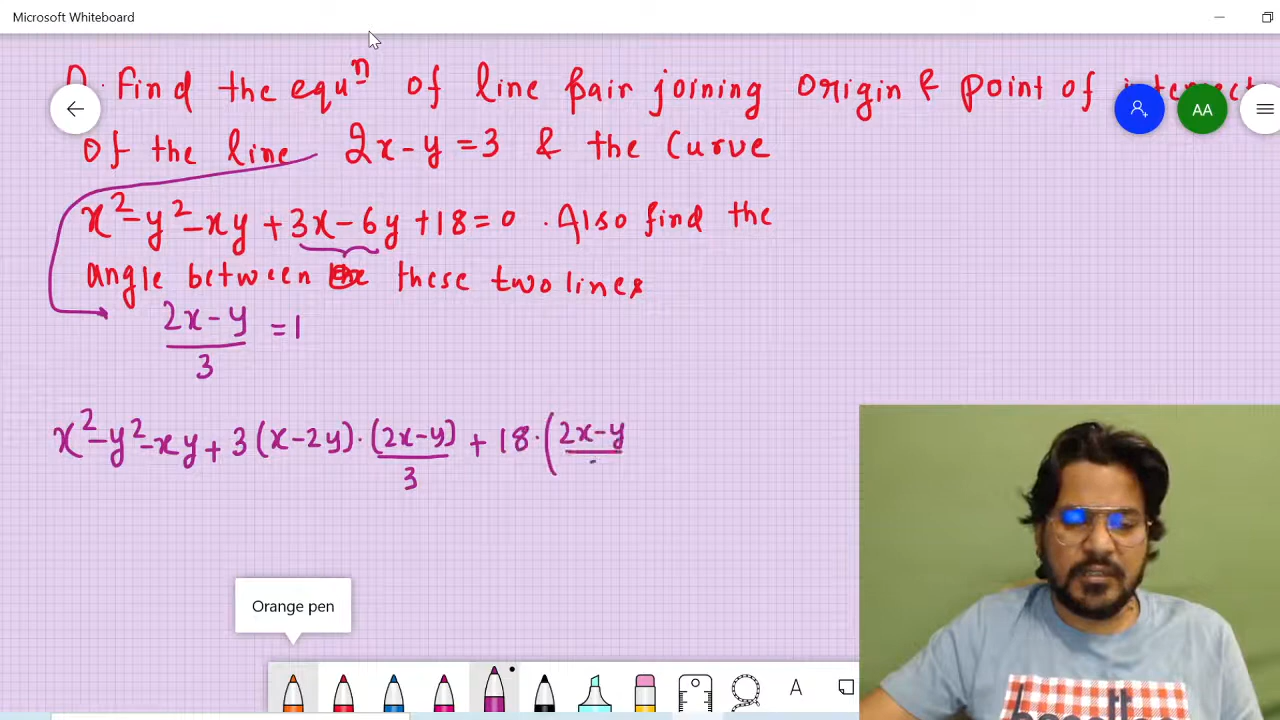 Microsoft Whiteboard
Find the equⁿ of line pair joining origin & point of intersect
of the line 2x-y=3 & the curve
x²-y²-xy+3x-6y+18=0. Also find the
angle between these two lines
2x-y/3 =1
x²-y²-xy+3(x-2y)·(2x-y)/3+18·(2x-y
AA
Orange pen
A